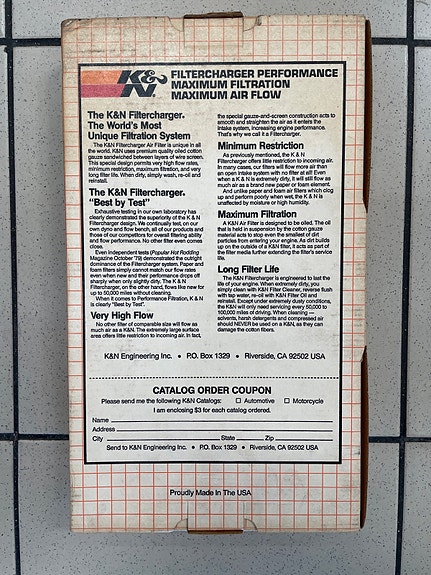 K&N.
FILTERCHARGER PERFORMANCE
MAXIMUM FILTRATION
MAXIMUM AIR FLOW
The K&N Filtercharger.
The World's Most
Unique Filtration System
The K&N Filtercharger Air Filter is unique in all
the world. K&N uses premium quality oiled cotton
gauze sandwiched between layers of wire screen.
This special design permits very high flow rates,
minimum restriction, maximum filtration, and very
long filter life. When dirty, simply wash, re-oil and
reinstall.
The K&N Filtercharger.
"Best by Test"
Exhaustive testing in our own laboratory has
clearly demonstrated the superiority of the K & N
Filtercharger design. We continually test, on our
own dyno and flow bench, all of our products and
those of our competitors for overall filtering ability
and flow performance. No other filter even comes
close.
Even independent tests (Popular Hot Rodding
Magazine October '79) demonstrated the outright
dominance of the Filtercharger system. Paper and
foam filters simply cannot match our flow rates
even when new and their performance drops off
sharply when only slightly dirty. The K & N
Filtercharger, on the other hand, flows like new for
up to 50,000 miles without cleaning.
When it comes to Performance Filtration, K & N
is clearly "Best by Test".
Very High Flow
No other filter of comparable size will flow as
much air as a K&N. The extremely large surface
area offers little restriction to incoming air. In fact,
the special gauze-and-screen construction acts to
smooth and straighten the air as it enters the
intake system, increasing engine performance.
That's why we call it a Filtercharger.
Minimum Restriction
As previously mentioned, the K & N
Filtercharger offers little restriction to incoming air.
In many cases, our filters will flow more air than
an open intake system with no filter at all! Even
when a K & N is extremely dirty, it will still flow as
much air as a brand new paper or foam element.
And unlike paper and foam air filters which clog
up and perform poorly when wet, the K & N is
unaffected by moisture or high humidity.
Maximum Filtration
A K&N Air Filter is designed to be oiled. The oil
that is held in suspension by the cotton gauze
material acts to stop even the smallest of dirt
particles from entering your engine. As dirt builds
up on the outside of a K&N filter, it acts as part of
the filter media further extending the filter's service
life.
Long Filter Life
The K&N Filtercharger is engineered to last the
life of your engine. When extremely dirty, you
simply clean with K&N Filter Cleaner, reverse flush
with tap water, re-oil with K&N Filter Oil and
reinstall. Except under extremely dusty conditions,
the K&N will only need servicing every 50,000 to
100,000 miles of driving. When cleaning —
solvents, harsh detergents and compressed air
should NEVER be used on a K&N, as they can
damage the cotton fibers.
K&N Engineering Inc. • P.O. Box 1329 • Riverside, CA 92502 USA
CATALOG ORDER COUPON
Please send me the following K&N Catalogs: □ Automotive □ Motorcycle
I am enclosing $3 for each catalog ordered.
Name
Address
City State Zip
Send to K&N Engineering Inc. • P.O. Box 1329 • Riverside, CA 92502 USA
Proudly Made In The USA